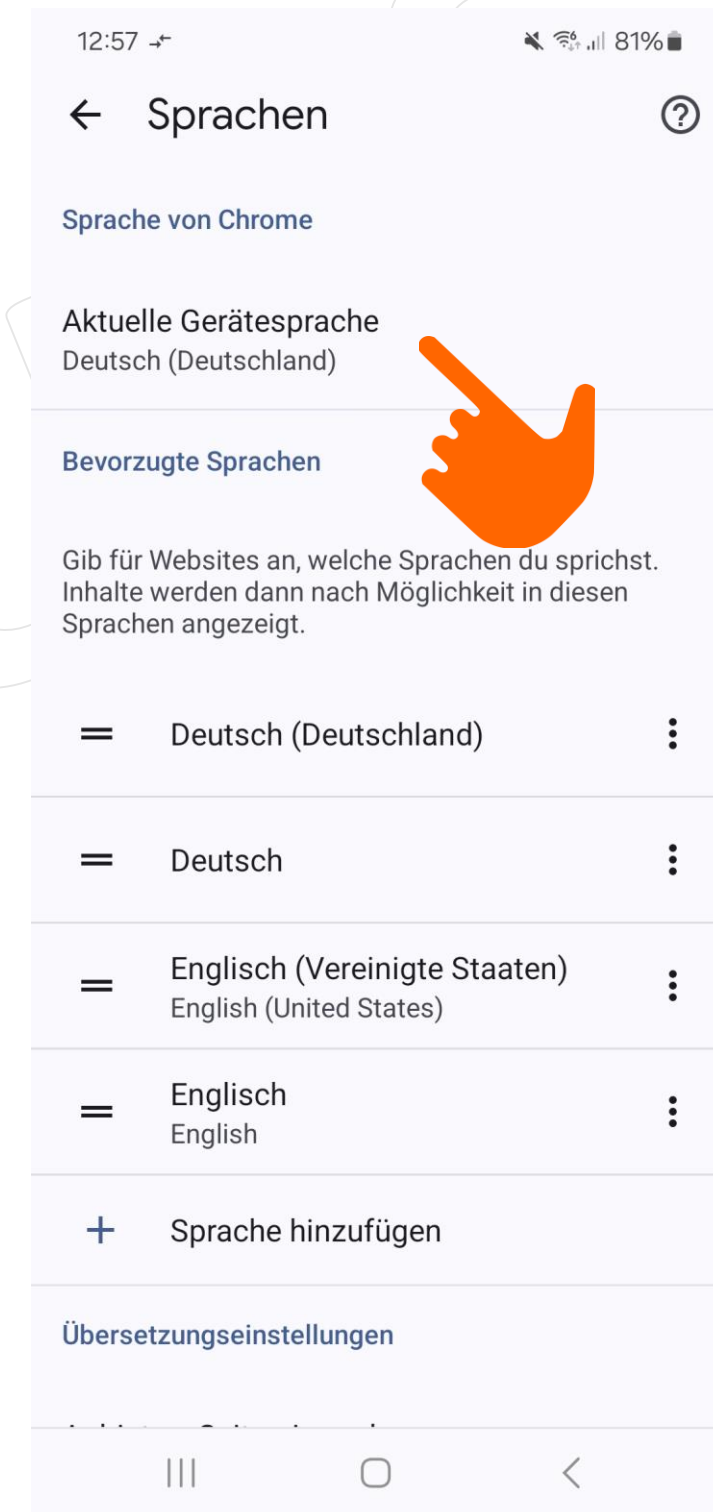 12:57
81%
Sprachen
Sprache von Chrome
Aktuelle Gerätesprache
Deutsch (Deutschland)
Bevorzugte Sprachen
Gib für Websites an, welche Sprachen du sprichst.
Inhalte werden dann nach Möglichkeit in diesen
Sprachen angezeigt.
Deutsch (Deutschland)
Deutsch
Englisch (Vereinigte Staaten)
English (United States)
Englisch
English
Sprache hinzufügen
Übersetzungseinstellungen